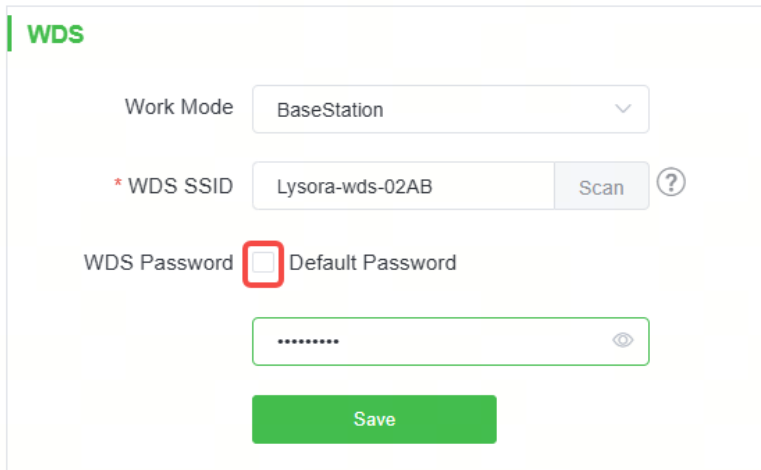 WDS
Work Mode BaseStation
* WDS SSID Lysora-wds-02AB Scan ?
WDS Password Default Password
•••••••••
Save